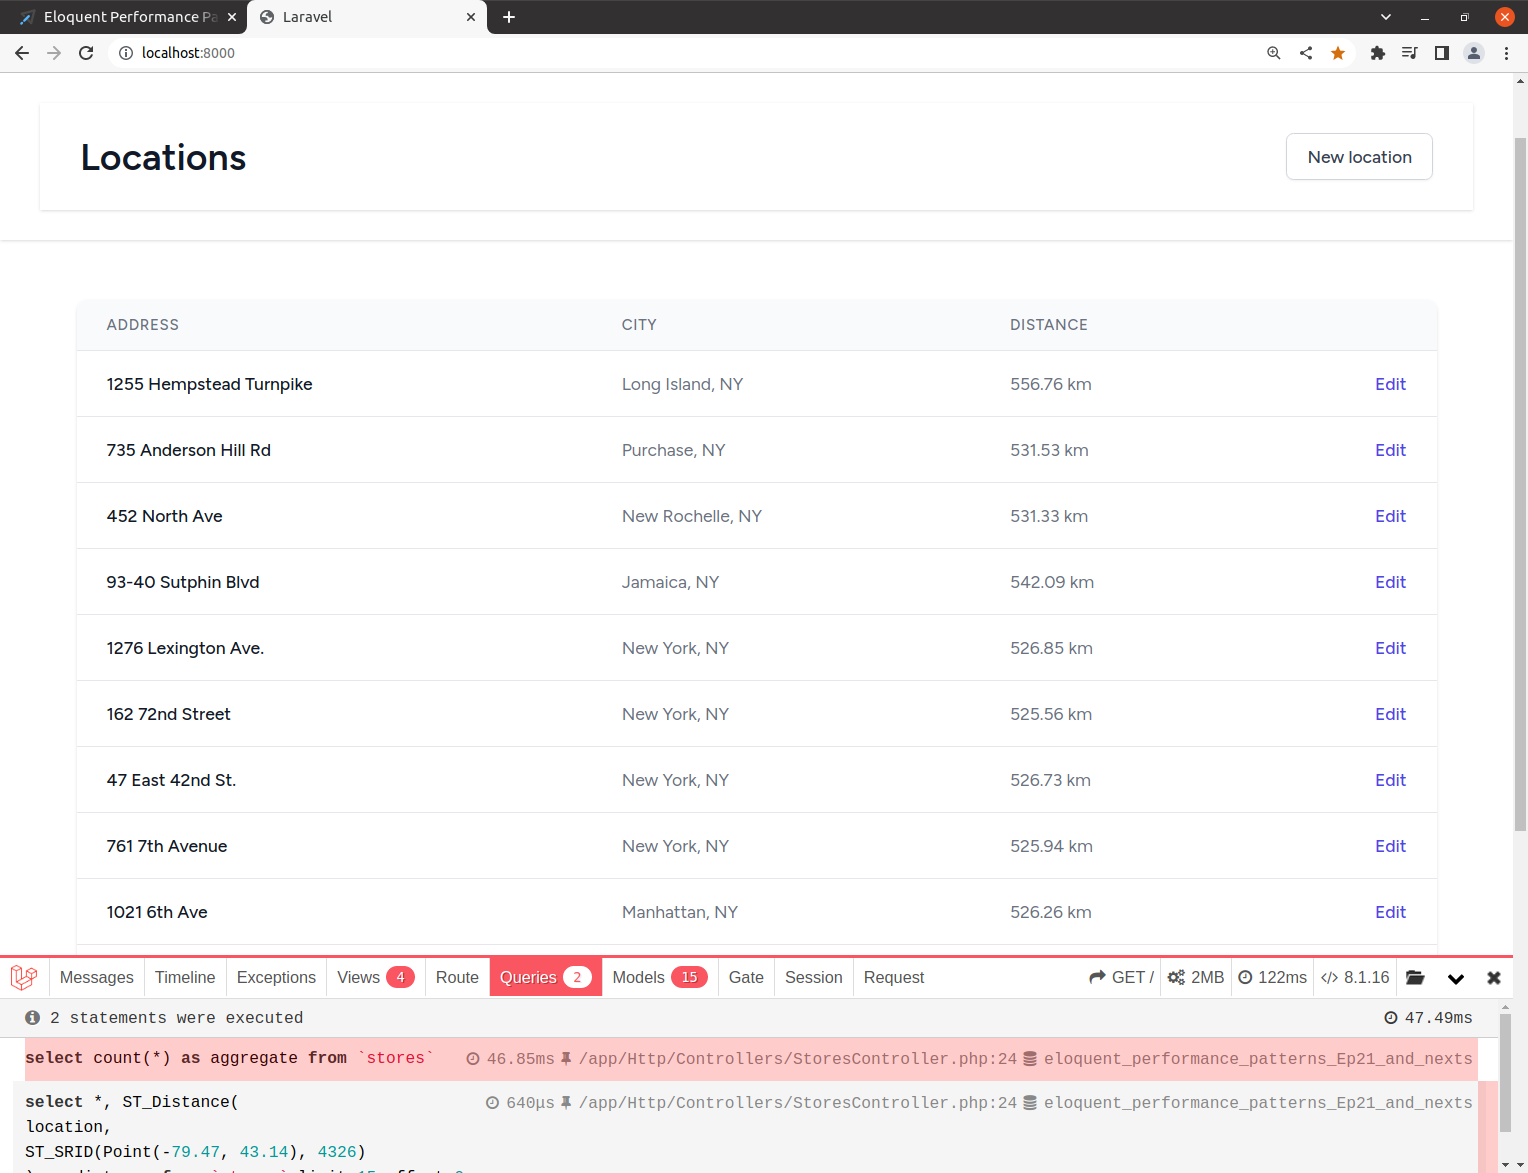 Eloquent Performance Pa
Laravel
localhost:8000
Locations
New location
ADDRESS CITY DISTANCE
1255 Hempstead Turnpike Long Island, NY 556.76 km Edit
735 Anderson Hill Rd Purchase, NY 531.53 km Edit
452 North Ave New Rochelle, NY 531.33 km Edit
93-40 Sutphin Blvd Jamaica, NY 542.09 km Edit
1276 Lexington Ave. New York, NY 526.85 km Edit
162 72nd Street New York, NY 525.56 km Edit
47 East 42nd St. New York, NY 526.73 km Edit
761 7th Avenue New York, NY 525.94 km Edit
1021 6th Ave Manhattan, NY 526.26 km Edit
Messages Timeline Exceptions Views 4 Route Queries 2 Models 15 Gate Session Request GET / 2MB 122ms </> 8.1.16
2 statements were executed 47.49ms
select count(*) as aggregate from `stores` 46.85ms /app/Http/Controllers/StoresController.php:24 eloquent_performance_patterns_Ep21_and_nexts
select *, ST_Distance( 640μs /app/Http/Controllers/StoresController.php:24 eloquent_performance_patterns_Ep21_and_nexts
location,
ST_SRID(Point(-79.47, 43.14), 4326)